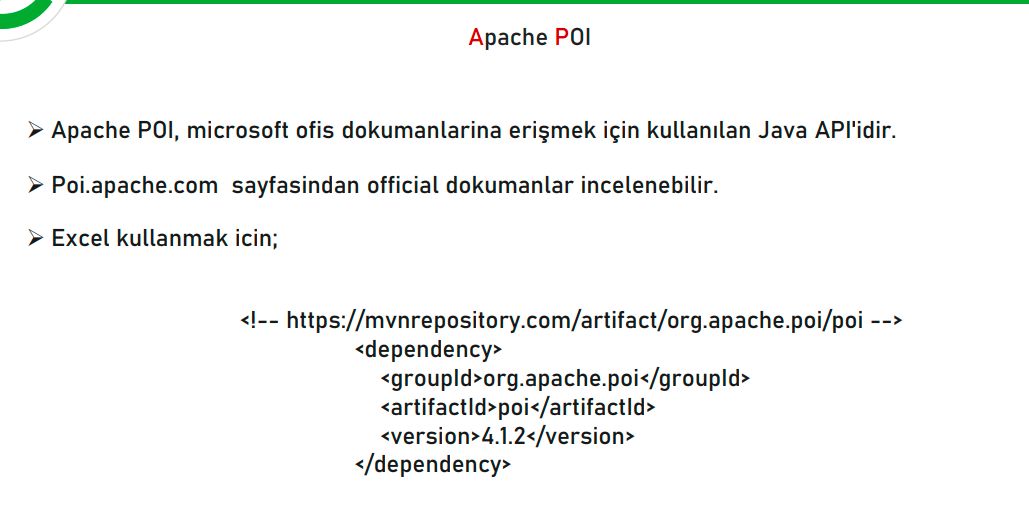 Apache POI
➢ Apache POI, microsoft ofis dokumanlarina erişmek için kullanılan Java API'idir.
➢ Poi.apache.com sayfasindan official dokumanlar incelenebilir.
➢ Excel kullanmak icin;
<!-- https://mvnrepository.com/artifact/org.apache.poi/poi -->
<dependency>
<groupId>org.apache.poi</groupId>
<artifactId>poi</artifactId>
<version>4.1.2</version>
</dependency>